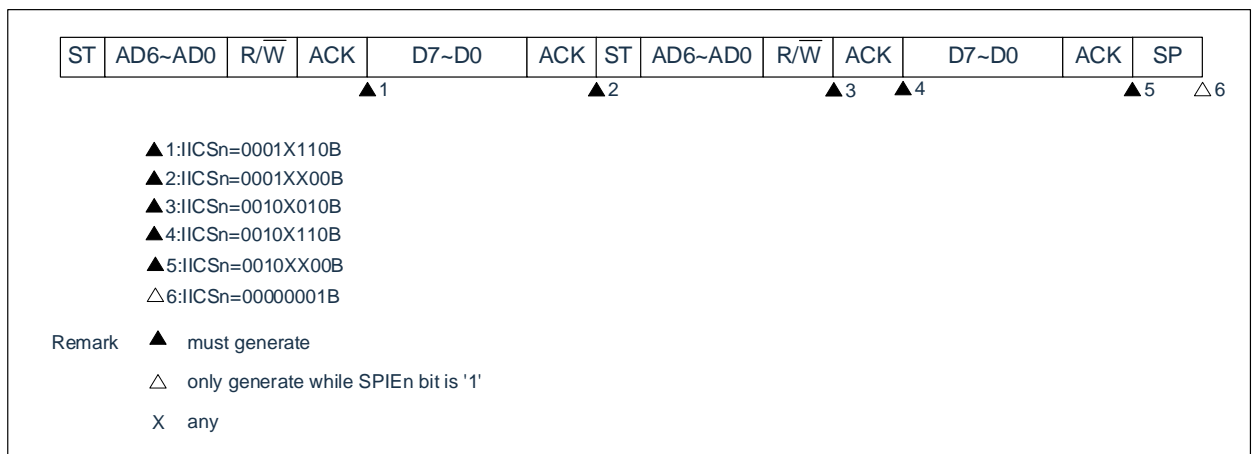 ST AD6~AD0 R/W̅ ACK D7~D0 ACK ST AD6~AD0 R/W̅ ACK D7~D0 ACK SP
▲1 ▲2 ▲3 ▲4 ▲5 △6
▲1:IICSn=0001X110B
▲2:IICSn=0001XX00B
▲3:IICSn=0010X010B
▲4:IICSn=0010X110B
▲5:IICSn=0010XX00B
△6:IICSn=00000001B
Remark ▲ must generate
△ only generate while SPIEn bit is '1'
X any